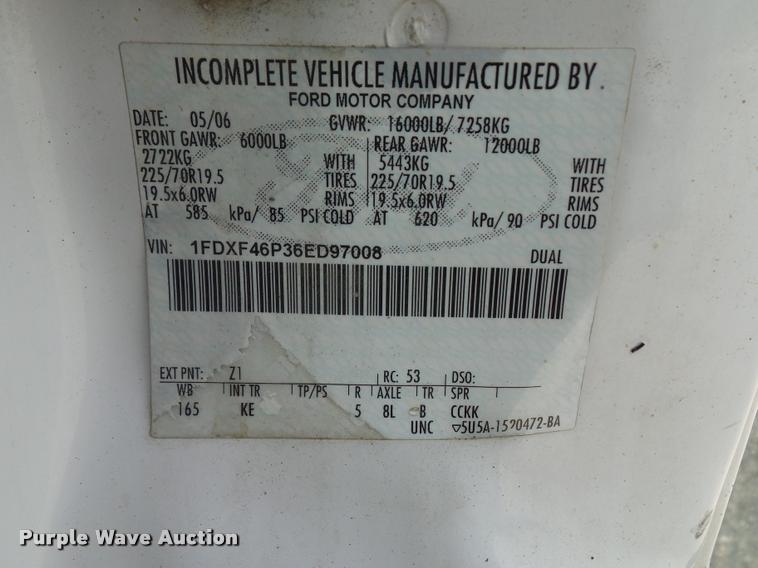 INCOMPLETE VEHICLE MANUFACTURED BY.
FORD MOTOR COMPANY
DATE: 05/06 GVWR: 16000LB/ 7258KG
FRONT GAWR: 6000LB REAR GAWR: 12000LB
2722KG WITH 5443KG WITH
225/70R19.5 TIRES 225/70R19.5 TIRES
19.5x6.0RW RIMS 19.5x6.0RW RIMS
AT 585 kPa/ 85 PSI COLD AT 620 kPa/ 90 PSI COLD
VIN: 1FDXF46P36ED97008 DUAL
EXT PNT: Z1 RC: 53 DSO:
WB INT TR TP/PS R AXLE TR SPR
165 KE 5 8L B CCKK
UNC ▽5U5A-1520472-BA
Purple Wave Auction